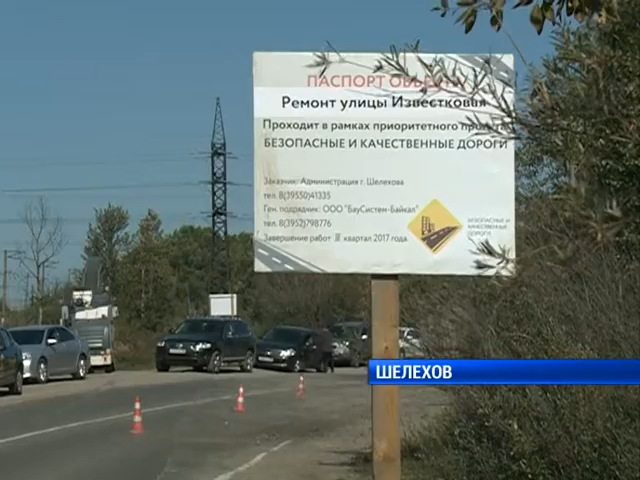 ПАСПОРТ ОБЪЕКТА
Ремонт улицы Известковая
Проходит в рамках приоритетного проекта
БЕЗОПАСНЫЕ И КАЧЕСТВЕННЫЕ ДОРОГИ
Заказчик: Администрация г. Шелехова
тел. 8(39550)41335
Ген. подрядчик: ООО "БауСистем-Байкал"
тел. 8(3952)798776
Завершение работ III квартал 2017 года
БЕЗОПАСНЫЕ И
КАЧЕСТВЕННЫЕ
ДОРОГИ
ШЕЛЕХОВ